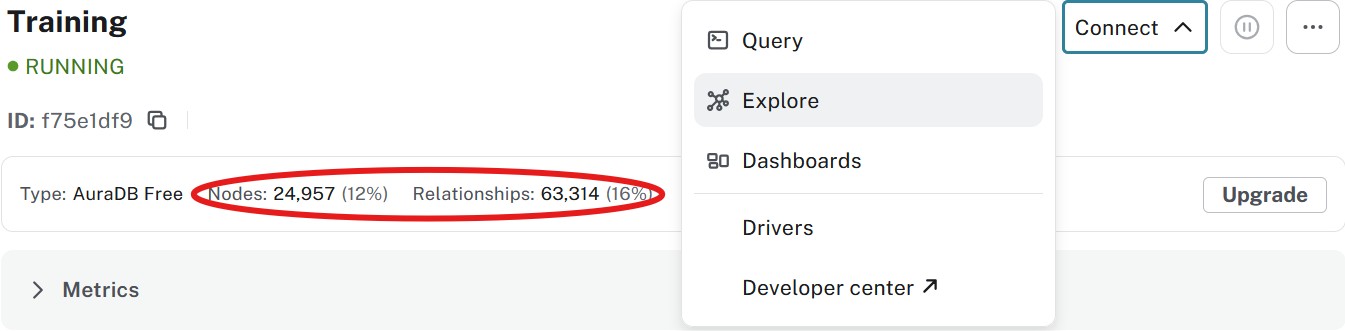 Training
RUNNING
ID: f75e1df9
Type: AuraDB Free Nodes: 24,957 (12%) Relationships: 63,314 (16%)
Metrics
Query
Explore
Dashboards
Drivers
Developer center
Connect
Upgrade